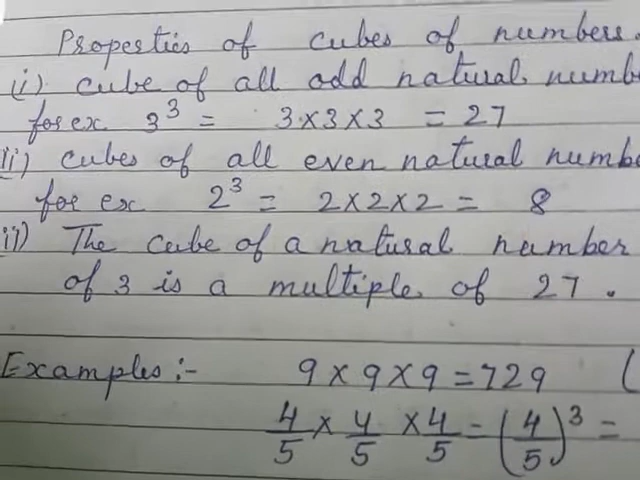 Properties of cubes of numbers.
(i) cube of all odd natural numbe
for ex 3³ = 3×3×3 = 27
(ii) cubes of all even natural numbe
for ex 2³ = 2×2×2 = 8
(iii) The cube of a natural number
of 3 is a multiple of 27.
Examples:- 9×9×9=729 (
4/5 × 4/5 × 4/5 = (4/5)³ =